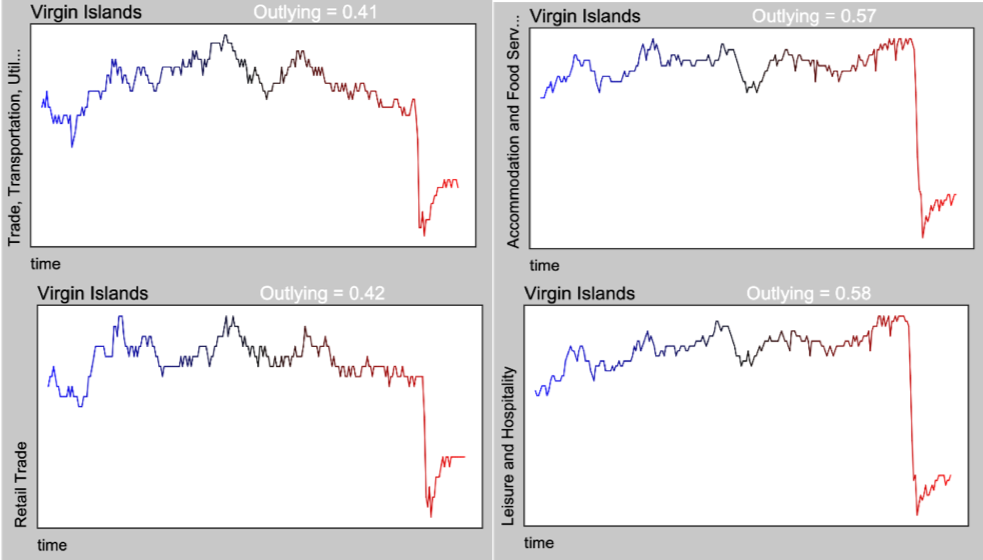 Virgin Islands Outlying = 0.41
Trade, Transportation, Util...
time
Virgin Islands Outlying = 0.57
Accommodation and Food Serv...
time
Virgin Islands Outlying = 0.42
Retail Trade
time
Virgin Islands Outlying = 0.58
Leisure and Hospitality
time